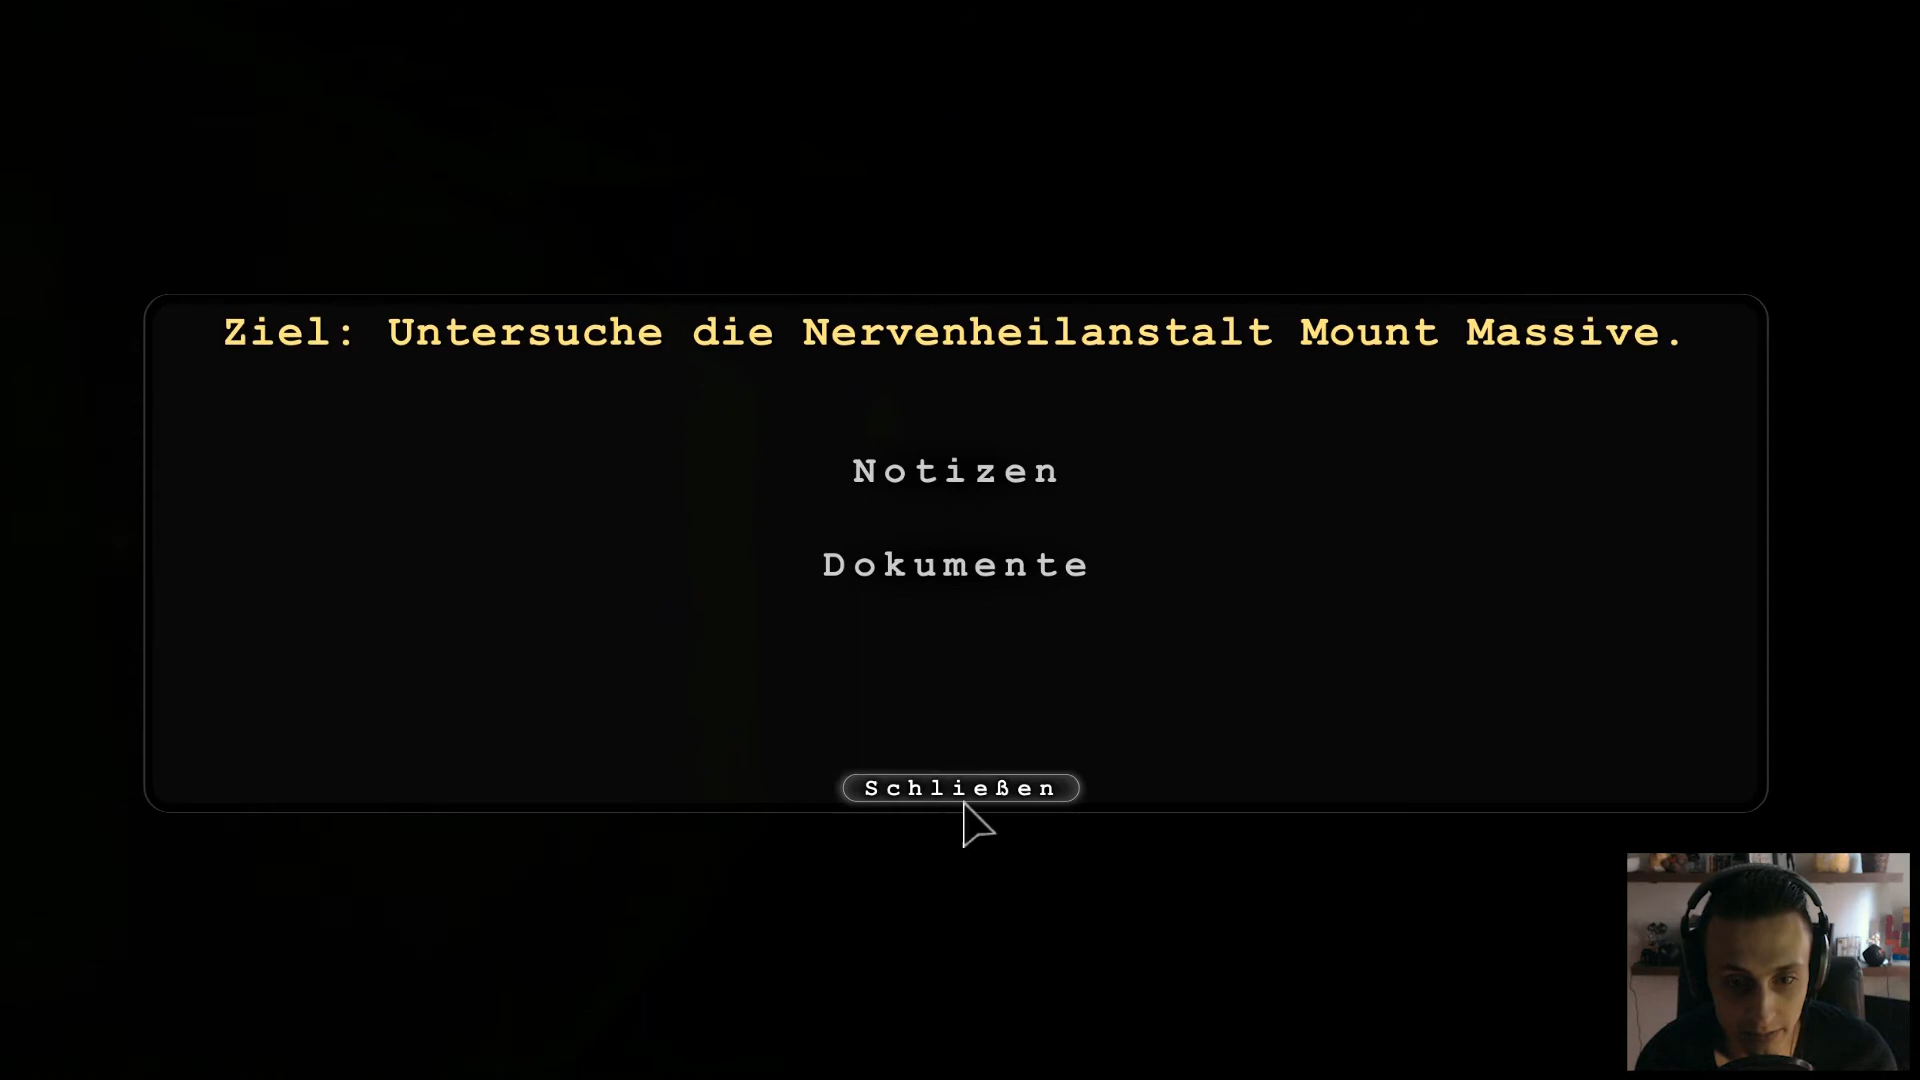 Ziel: Untersuche die Nervenheilanstalt Mount Massive.
Notizen
Dokumente
Schließen